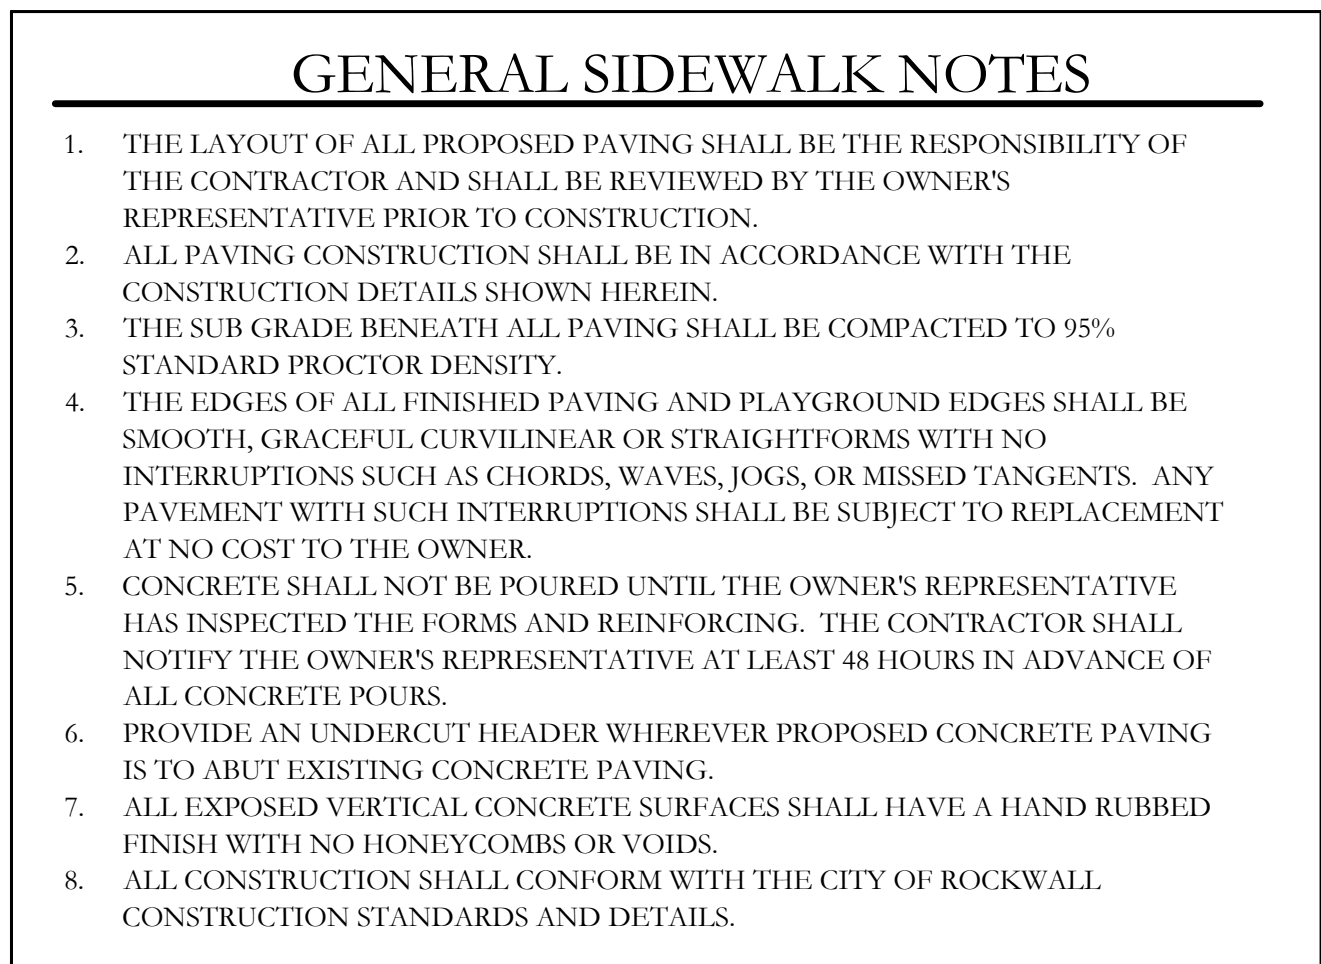 GENERAL SIDEWALK NOTES
1. THE LAYOUT OF ALL PROPOSED PAVING SHALL BE THE RESPONSIBILITY OF
THE CONTRACTOR AND SHALL BE REVIEWED BY THE OWNER'S
REPRESENTATIVE PRIOR TO CONSTRUCTION.
2. ALL PAVING CONSTRUCTION SHALL BE IN ACCORDANCE WITH THE
CONSTRUCTION DETAILS SHOWN HEREIN.
3. THE SUB GRADE BENEATH ALL PAVING SHALL BE COMPACTED TO 95%
STANDARD PROCTOR DENSITY.
4. THE EDGES OF ALL FINISHED PAVING AND PLAYGROUND EDGES SHALL BE
SMOOTH, GRACEFUL CURVILINEAR OR STRAIGHTFORMS WITH NO
INTERRUPTIONS SUCH AS CHORDS, WAVES, JOGS, OR MISSED TANGENTS.  ANY
PAVEMENT WITH SUCH INTERRUPTIONS SHALL BE SUBJECT TO REPLACEMENT
AT NO COST TO THE OWNER.
5. CONCRETE SHALL NOT BE POURED UNTIL THE OWNER'S REPRESENTATIVE
HAS INSPECTED THE FORMS AND REINFORCING.  THE CONTRACTOR SHALL
NOTIFY THE OWNER'S REPRESENTATIVE AT LEAST 48 HOURS IN ADVANCE OF
ALL CONCRETE POURS.
6. PROVIDE AN UNDERCUT HEADER WHEREVER PROPOSED CONCRETE PAVING
IS TO ABUT EXISTING CONCRETE PAVING.
7. ALL EXPOSED VERTICAL CONCRETE SURFACES SHALL HAVE A HAND RUBBED
FINISH WITH NO HONEYCOMBS OR VOIDS.
8. ALL CONSTRUCTION SHALL CONFORM WITH THE CITY OF ROCKWALL
CONSTRUCTION STANDARDS AND DETAILS.